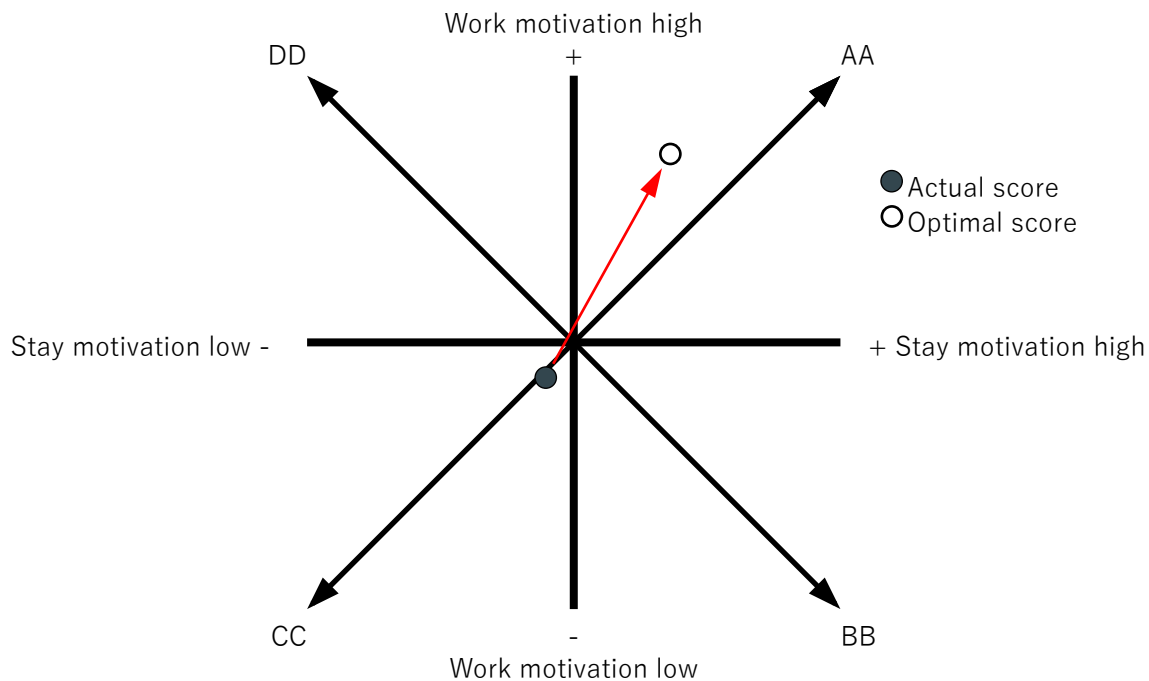 Work motivation high
DD + AA
Actual score
Optimal score
Stay motivation low - + Stay motivation high
CC - BB
Work motivation low